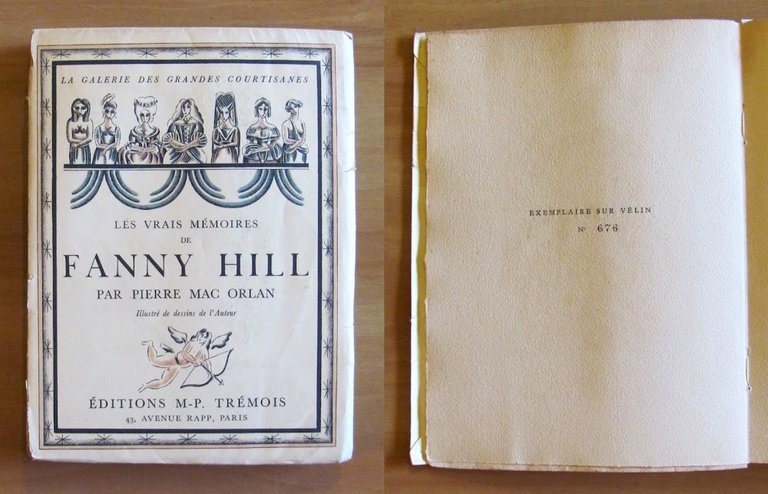 LA GALERIE DES GRANDES COURTISANES
LES VRAIS MÉMOIRES
DE
FANNY HILL
PAR PIERRE MAC ORLAN
Illustré de dessins de l'Auteur
ÉDITIONS M-P. TRÉMOIS
43, AVENUE RAPP, PARIS
EXEMPLAIRE SUR VÉLIN
Nº 676